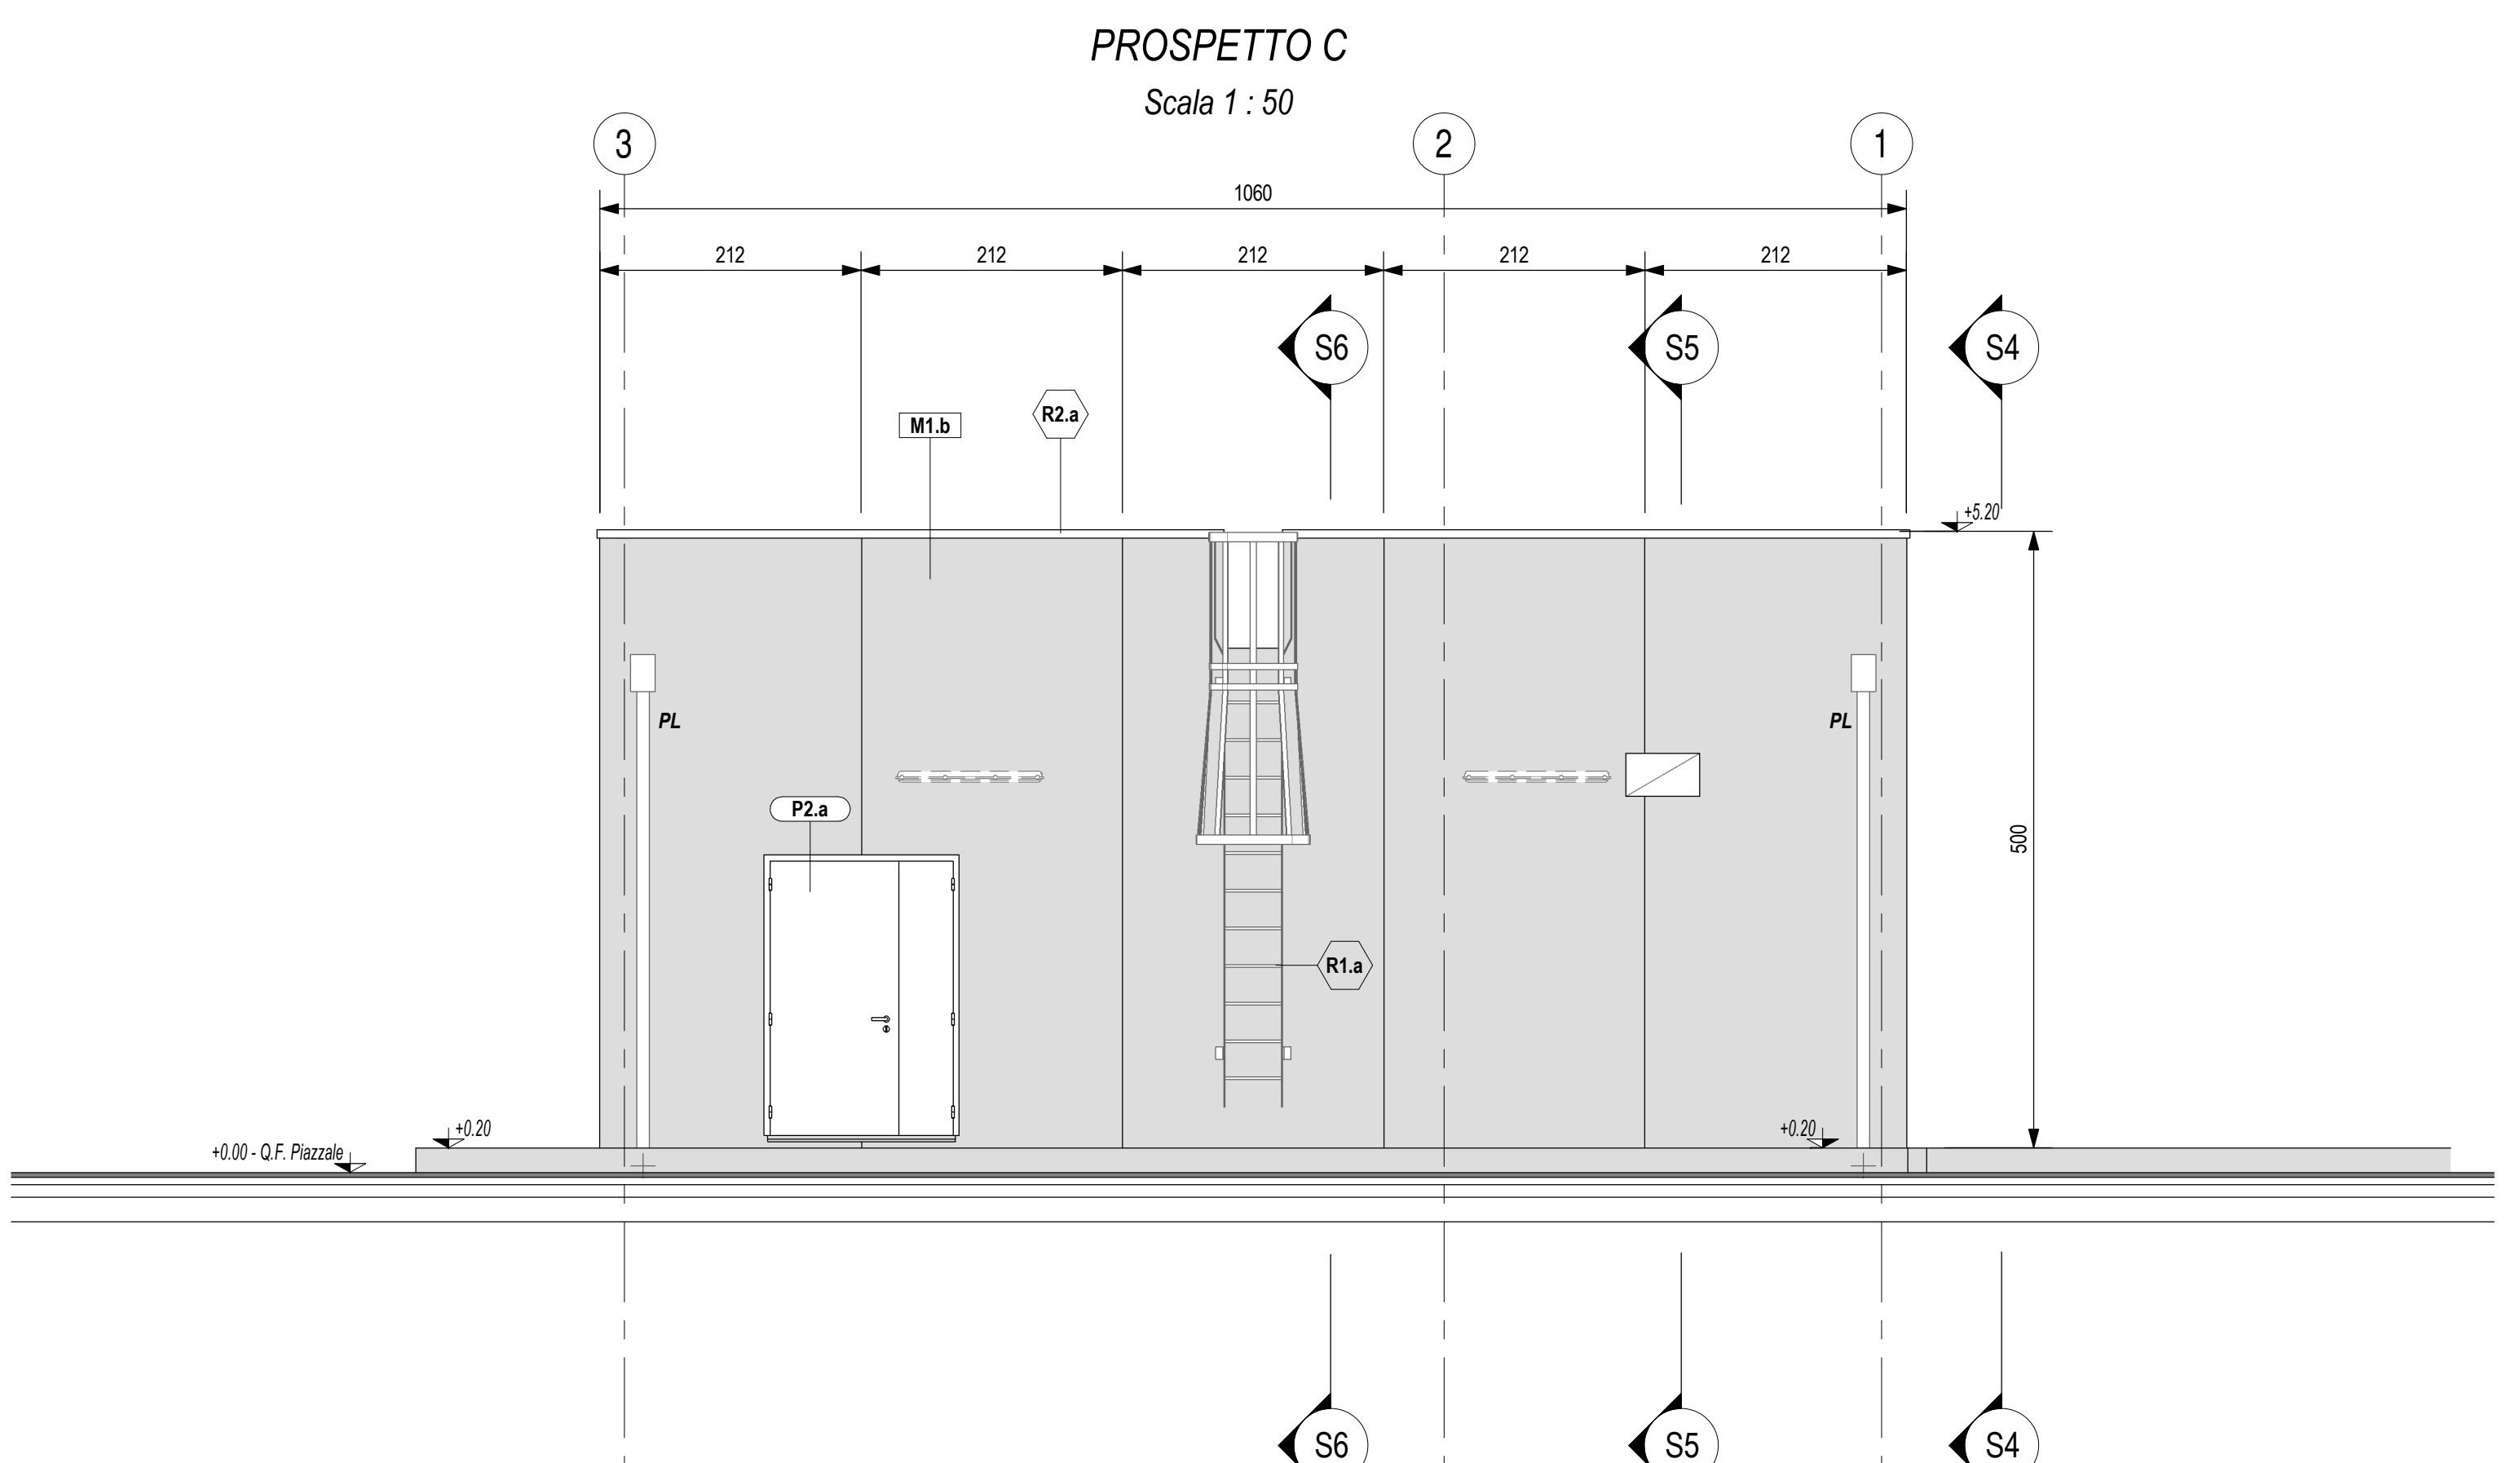 PROSPETTO C
Scala 1 : 50
3
2
1
1060
212
212
212
212
212
S6
S5
S4
M1.b
R2.a
+5.20
PL
PL
P2.a
500
R1.a
+0.20
+0.20
+0.00 - Q.F. Piazzale
S6
S5
S4